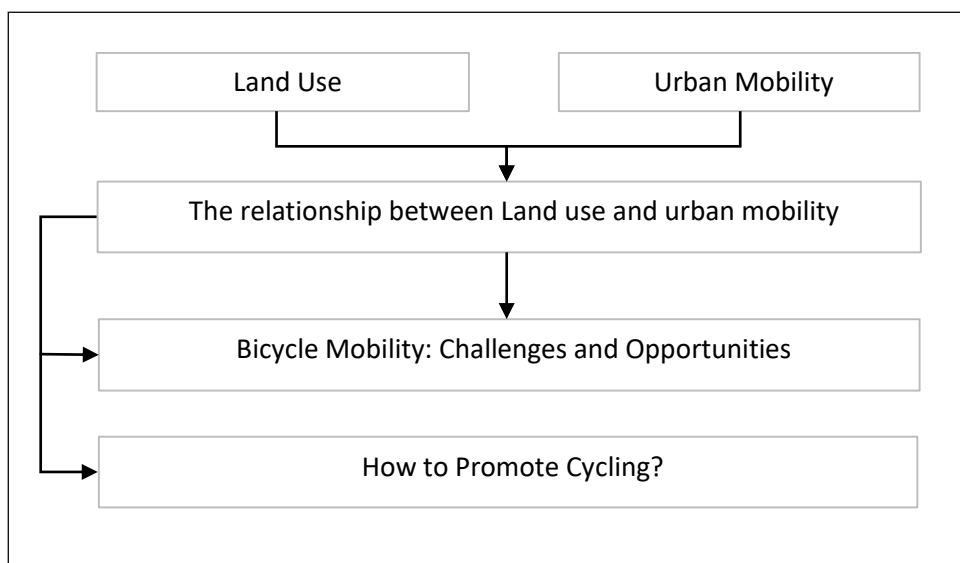 Land Use
Urban Mobility
The relationship between Land use and urban mobility
Bicycle Mobility: Challenges and Opportunities
How to Promote Cycling?